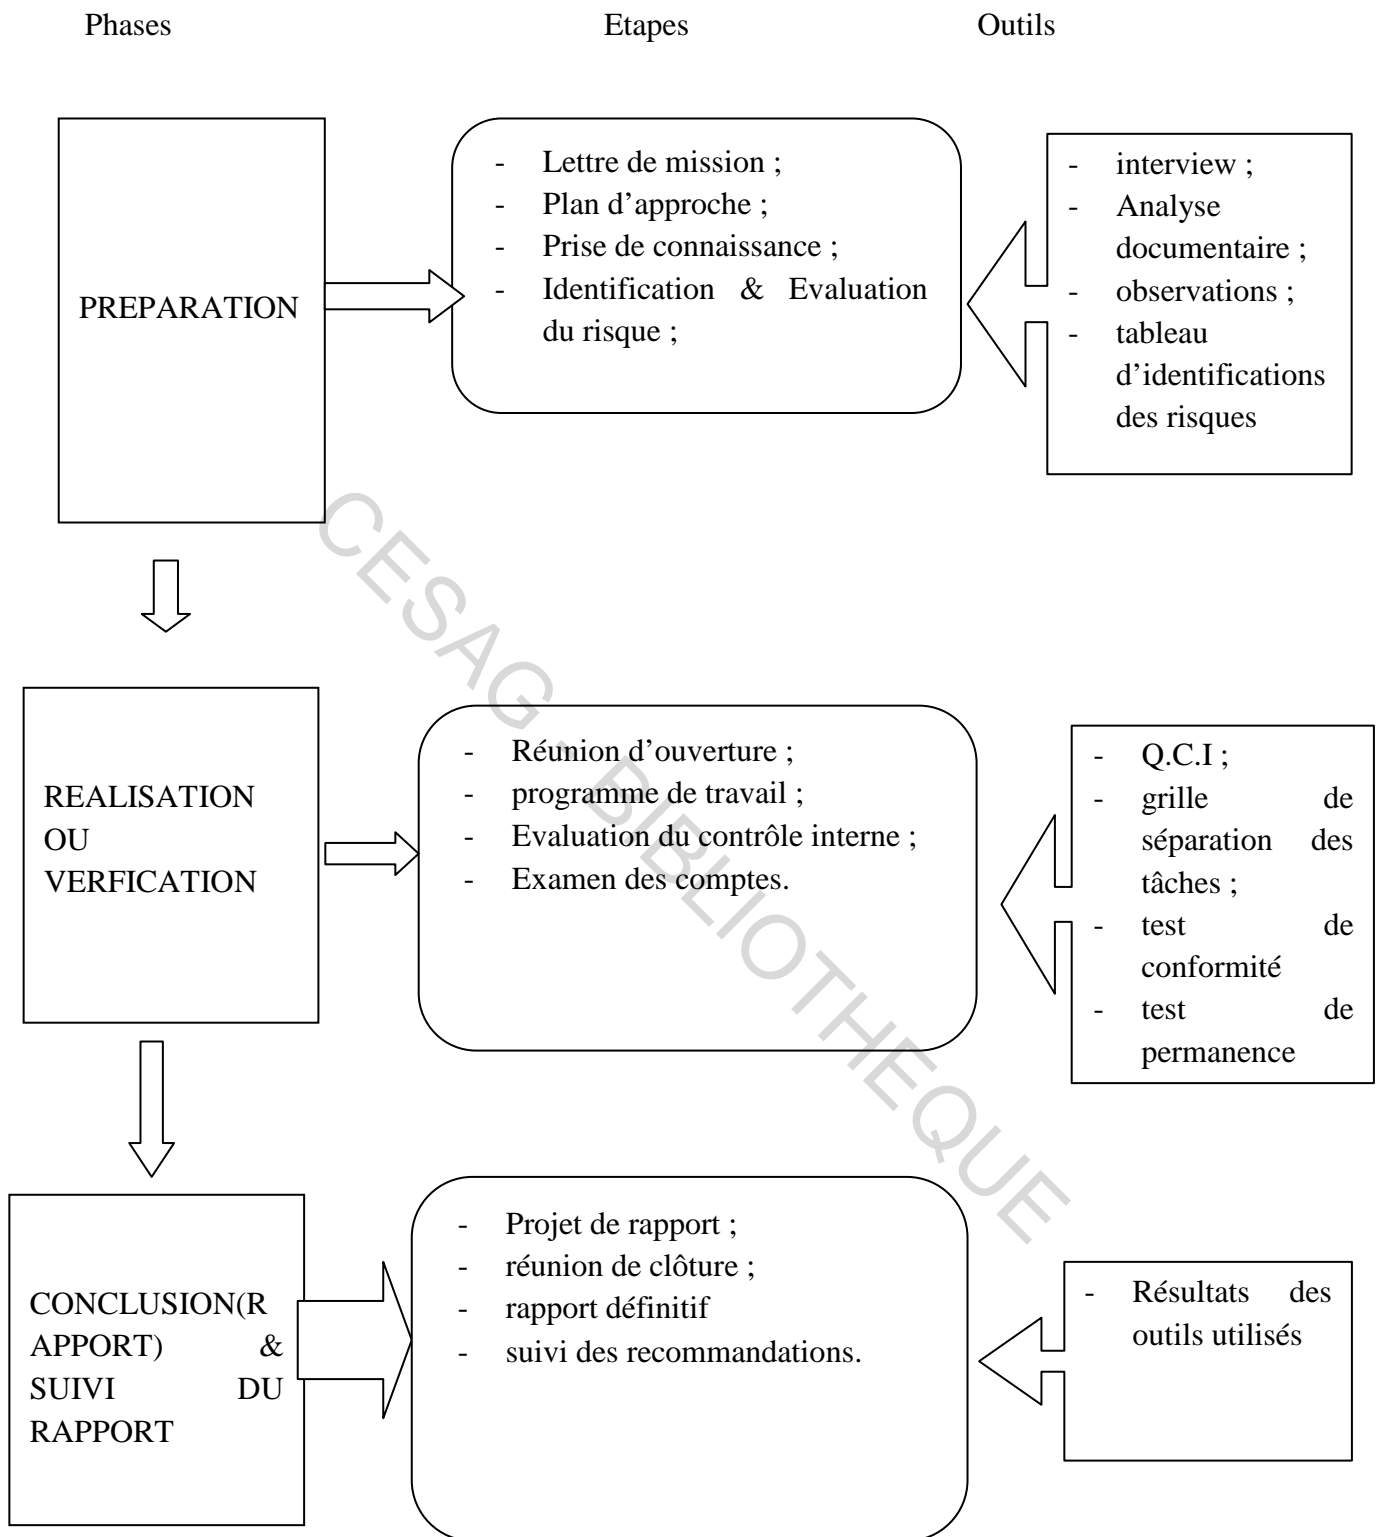 Phases Etapes Outils
PREPARATION
- Lettre de mission ;
- Plan d’approche ;
- Prise de connaissance ;
- Identification & Evaluation
du risque ;
- interview ;
- Analyse
documentaire ;
- observations ;
- tableau
d’identifications
des risques
REALISATION
OU
VERFICATION
- Réunion d’ouverture ;
- programme de travail ;
- Evaluation du contrôle interne ;
- Examen des comptes.
- Q.C.I ;
- grille de
séparation des
tâches ;
- test de
conformité
- test de
permanence
CONCLUSION(R
APPORT) &
SUIVI DU
RAPPORT
- Projet de rapport ;
- réunion de clôture ;
- rapport définitif
- suivi des recommandations.
- Résultats des
outils utilisés
CESAG - BIBLIOTHEQUE